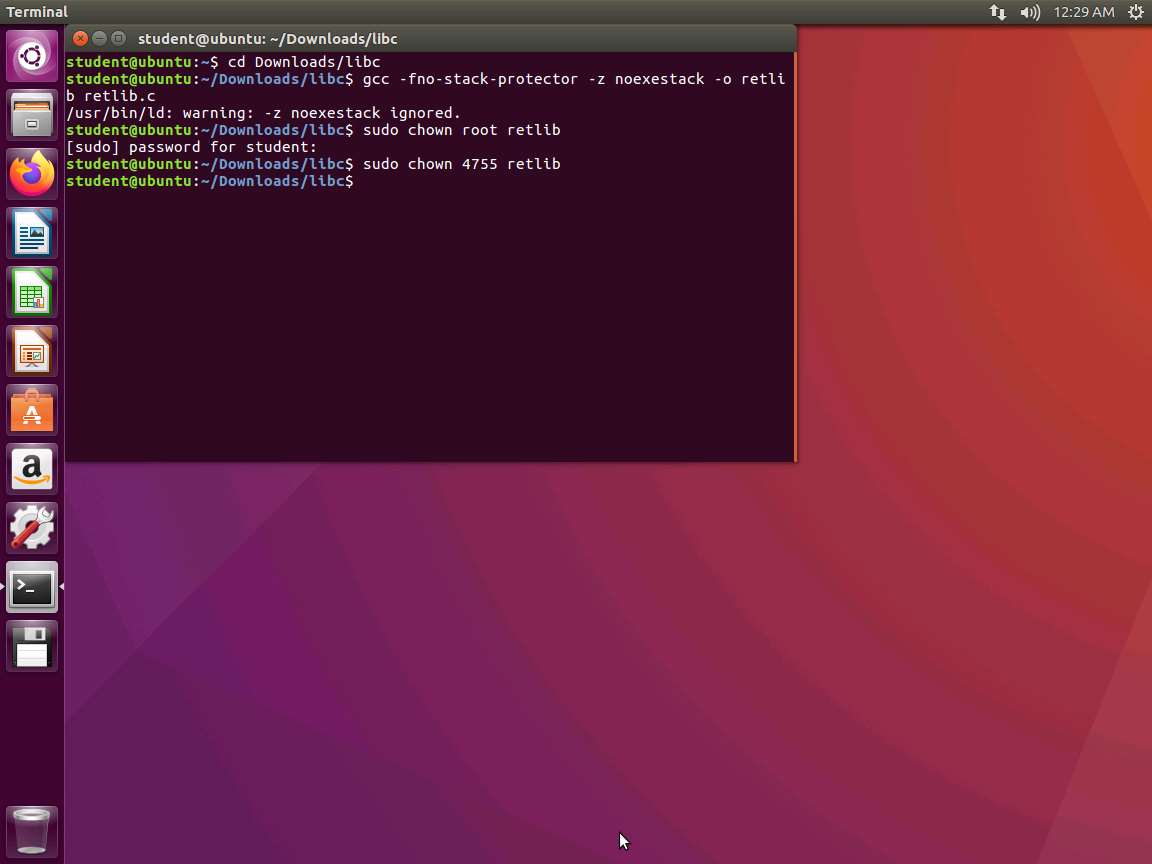 Terminal
12:29 AM
student@ubuntu: ~/Downloads/libc
student@ubuntu:~$ cd Downloads/libc
student@ubuntu:~/Downloads/libc$ gcc -fno-stack-protector -z noexestack -o retli
b retlib.c
/usr/bin/ld: warning: -z noexestack ignored.
student@ubuntu:~/Downloads/libc$ sudo chown root retlib
[sudo] password for student:
student@ubuntu:~/Downloads/libc$ sudo chown 4755 retlib
student@ubuntu:~/Downloads/libc$